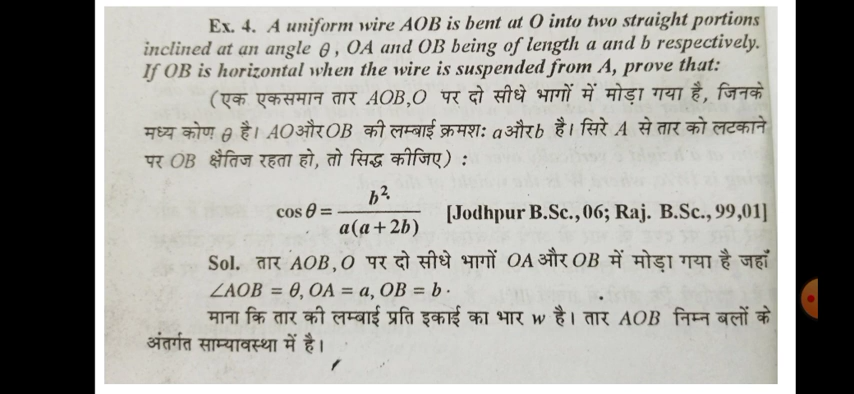 Ex. 4. A uniform wire AOB is bent at O into two straight portions
inclined at an angle θ, OA and OB being of length a and b respectively.
If OB is horizontal when the wire is suspended from A, prove that:
(एक एकसमान तार AOB,O पर दो सीधे भागों में मोड़ा गया है, जिनके
मध्य कोण θ है। AOऔरOB की लम्बाई क्रमशः aऔरb है। सिरे A से तार को लटकाने
पर OB क्षैतिज रहता हो, तो सिद्ध कीजिए) :
cos θ = b² / a(a + 2b) [Jodhpur B.Sc., 06; Raj. B.Sc., 99,01]
Sol. तार AOB,O पर दो सीधे भागों OA और OB में मोड़ा गया है जहाँ
∠AOB = θ, OA = a, OB = b ·
माना कि तार की लम्बाई प्रति इकाई का भार w है। तार AOB निम्न बलों के
अंतर्गत साम्यावस्था में है।